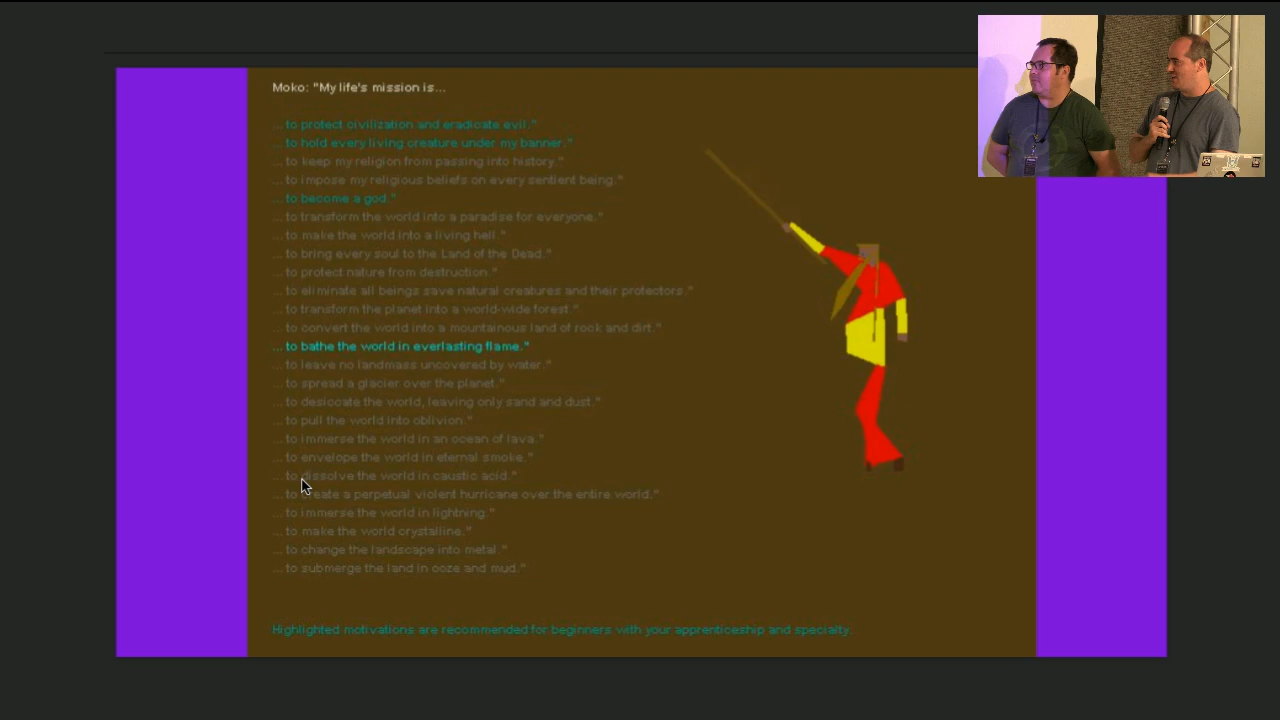 Moko: "My life's mission is...
... to protect civilization and eradicate evil."
... to hold every living creature under my banner."
... to keep my religion from passing into history."
... to impose my religious beliefs on every sentient being."
... to become a god."
... to transform the world into a paradise for everyone."
... to make the world into a living hell."
... to bring every soul to the Land of the Dead."
... to protect nature from destruction."
... to eliminate all beings save natural creatures and their protectors."
... to transform the planet into a world-wide forest."
... to convert the world into a mountainous land of rock and dirt."
... to bathe the world in everlasting flame."
... to leave no landmass uncovered by water."
... to spread a glacier over the planet."
... to desiccate the world, leaving only sand and dust."
... to pull the world into oblivion."
... to immerse the world in an ocean of lava."
... to envelope the world in eternal smoke."
... to dissolve the world in caustic acid."
... to create a perpetual violent hurricane over the entire world."
... to immerse the world in lightning."
... to make the world crystalline."
... to change the landscape into metal."
... to submerge the land in ooze and mud."
Highlighted motivations are recommended for beginners with your apprenticeship and specialty.